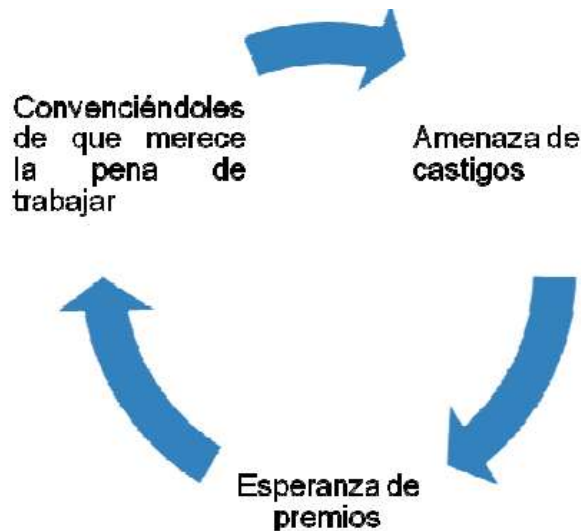 Convenciéndoles
de que merece
la pena de
trabajar
Amenaza de
castigos
Esperanza de
premios